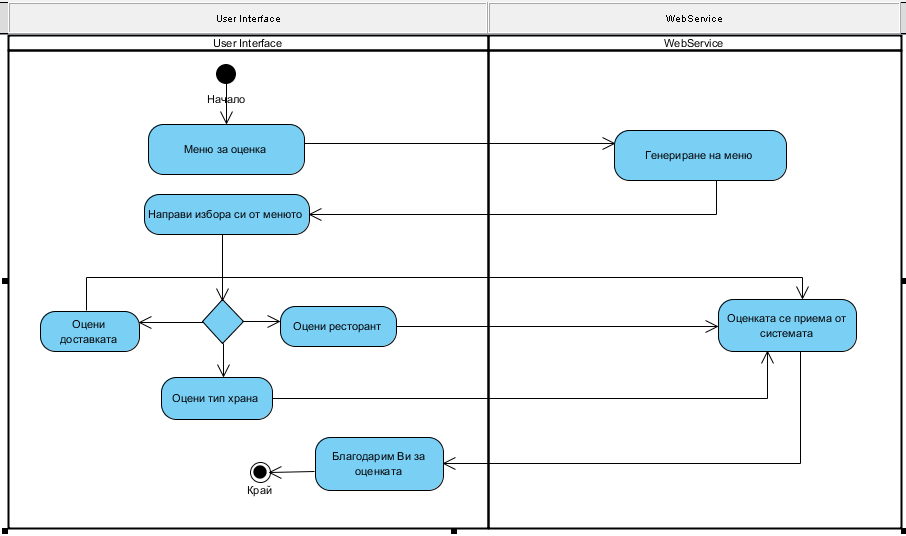 User Interface
WebService
User Interface
WebService
Начало
Меню за оценка
Генериране на меню
Направи избора си от менюто
Оцени
доставката
Оцени ресторант
Оценката се приема от
системата
Оцени тип храна
Благодарим Ви за
оценката
Край